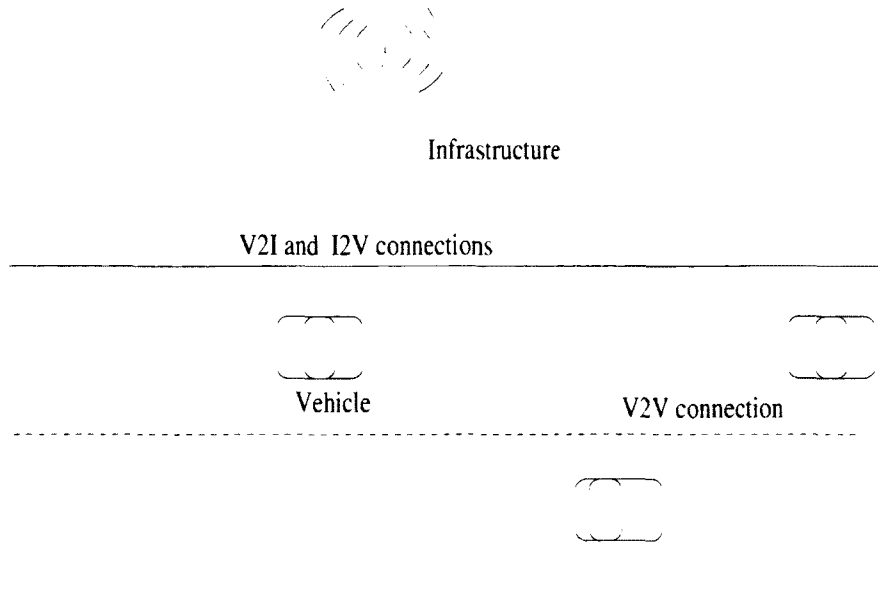 Infrastructure
V2I and I2V connections
Vehicle
V2V connection